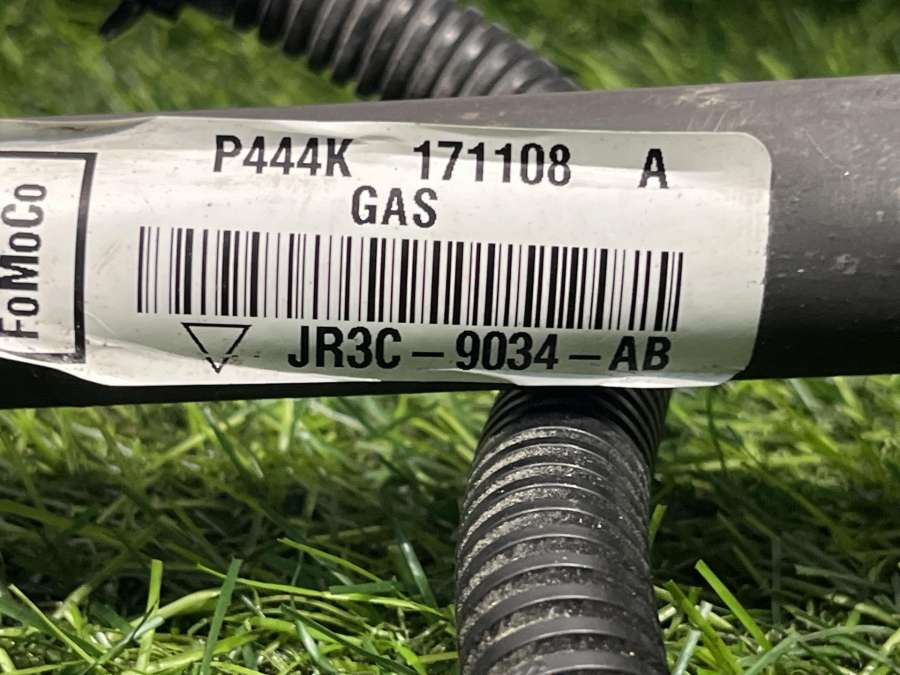 FoMoCo
P444K 171108 A
GAS
JR3C-9034-AB